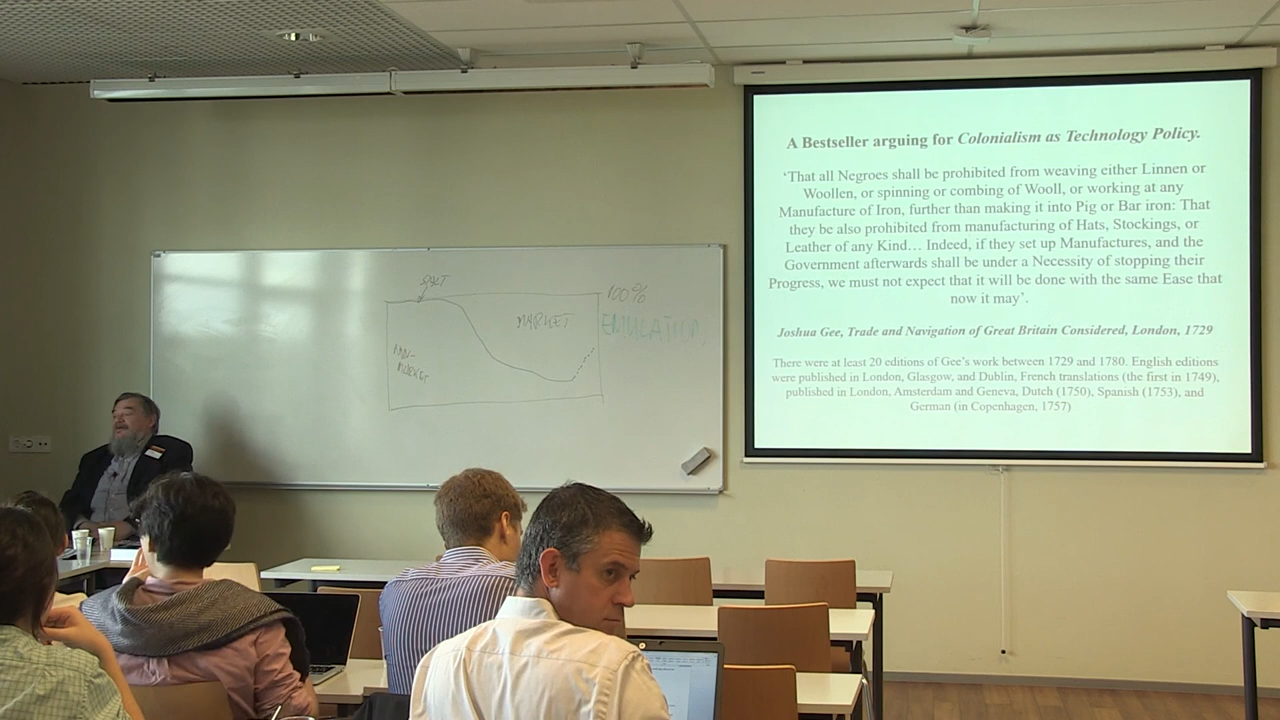 SALT
100%
MARKET
EMULATION
NON-
MARKET
A Bestseller arguing for Colonialism as Technology Policy.
‘That all Negroes shall be prohibited from weaving either Linnen or
Woollen, or spinning or combing of Wooll, or working at any
Manufacture of Iron, further than making it into Pig or Bar iron: That
they be also prohibited from manufacturing of Hats, Stockings, or
Leather of any Kind… Indeed, if they set up Manufactures, and the
Government afterwards shall be under a Necessity of stopping their
Progress, we must not expect that it will be done with the same Ease that
now it may’.
Joshua Gee, Trade and Navigation of Great Britain Considered, London, 1729
There were at least 20 editions of Gee’s work between 1729 and 1780. English editions
were published in London, Glasgow, and Dublin, French translations (the first in 1749),
published in London, Amsterdam and Geneva, Dutch (1750), Spanish (1753), and
German (in Copenhagen, 1757)